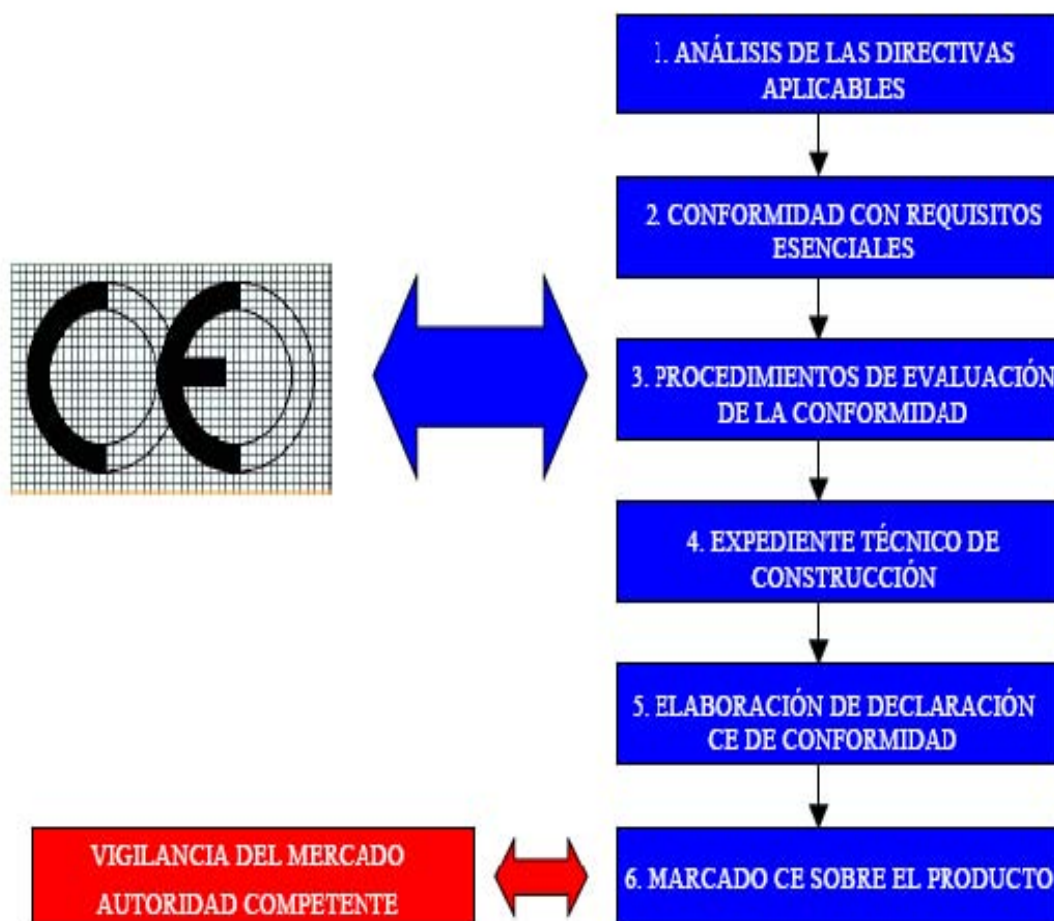 1. ANÁLISIS DE LAS DIRECTIVAS
APLICABLES
2. CONFORMIDAD CON REQUISITOS
ESENCIALES
CE
3. PROCEDIMIENTOS DE EVALUACIÓN
DE LA CONFORMIDAD
4. EXPEDIENTE TÉCNICO DE
CONSTRUCCIÓN
5. ELABORACIÓN DE DECLARACIÓN
CE DE CONFORMIDAD
VIGILANCIA DEL MERCADO
AUTORIDAD COMPETENTE
6. MARCADO CE SOBRE EL PRODUCTO